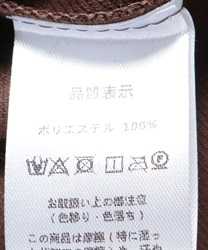 品質表示
ポリエステル 100%
お取扱い上の御注意
(色移り・色落ち)
この商品は摩擦(特に湿っ